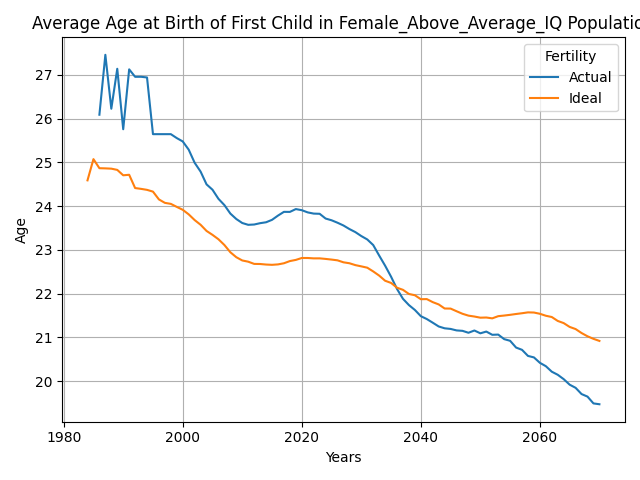 Average Age at Birth of First Child in Female_Above_Average_IQ Populatio
Fertility
Actual
Ideal
27
26
25
24
23
22
21
20
Age
1980
2000
2020
2040
2060
Years